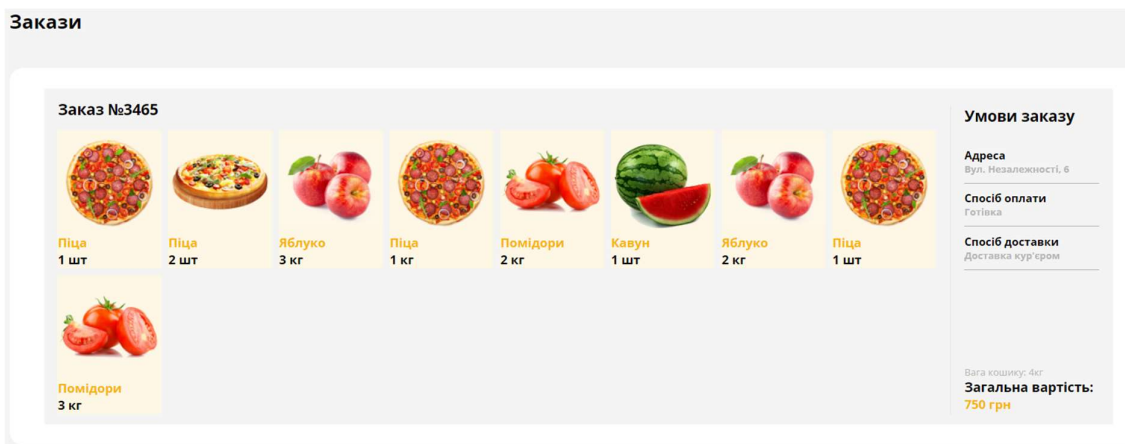 Закази
Заказ №3465
Піца
1 шт
Піца
2 шт
Яблуко
3 кг
Піца
1 кг
Помідори
2 кг
Кавун
1 шт
Яблуко
2 кг
Піца
1 шт
Помідори
3 кг
Умови заказу
Адреса
Вул. Незалежності, 6
Спосіб оплати
Готівка
Спосіб доставки
Доставка кур'єром
Вага кошику: 4кг
Загальна вартість:
750 грн